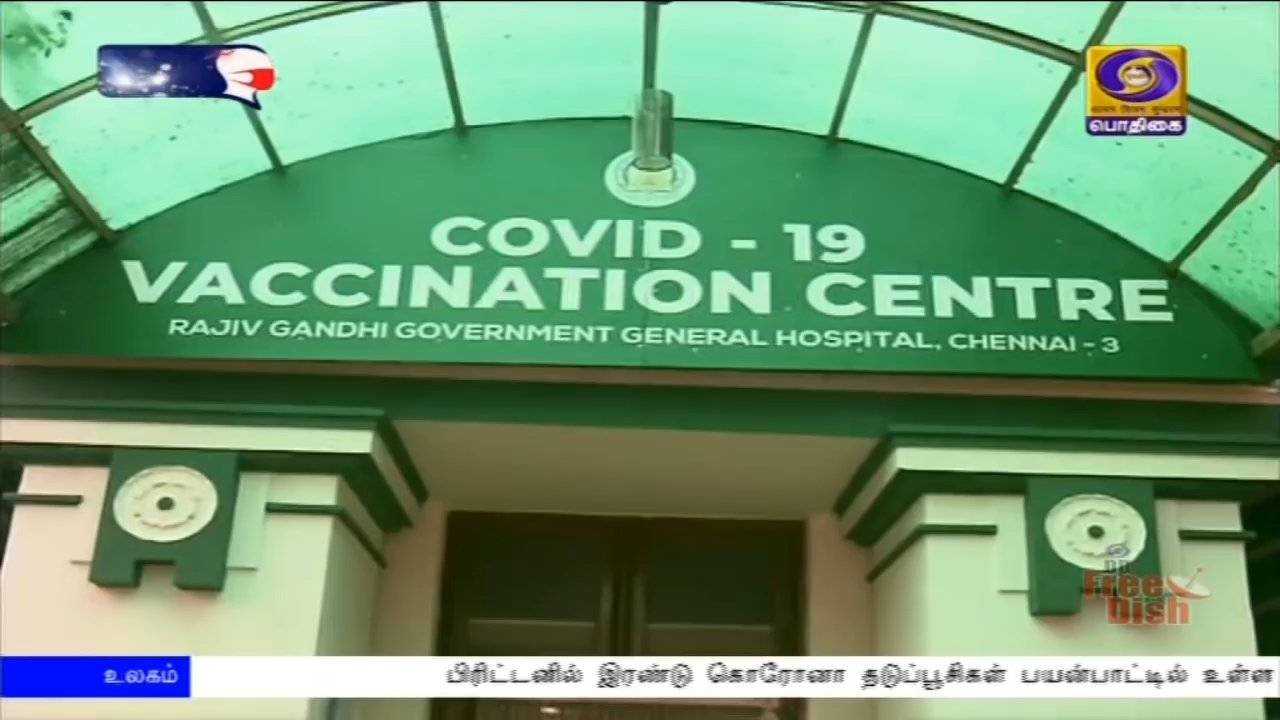 பொதிகை
COVID - 19
VACCINATION CENTRE
RAJIV GANDHI GOVERNMENT GENERAL HOSPITAL, CHENNAI - 3
DD
Free
Dish
உலகம் பிரிட்டனில் இரண்டு கொரோனா தடுப்பூசிகள் பயன்பாட்டில் உள்ள